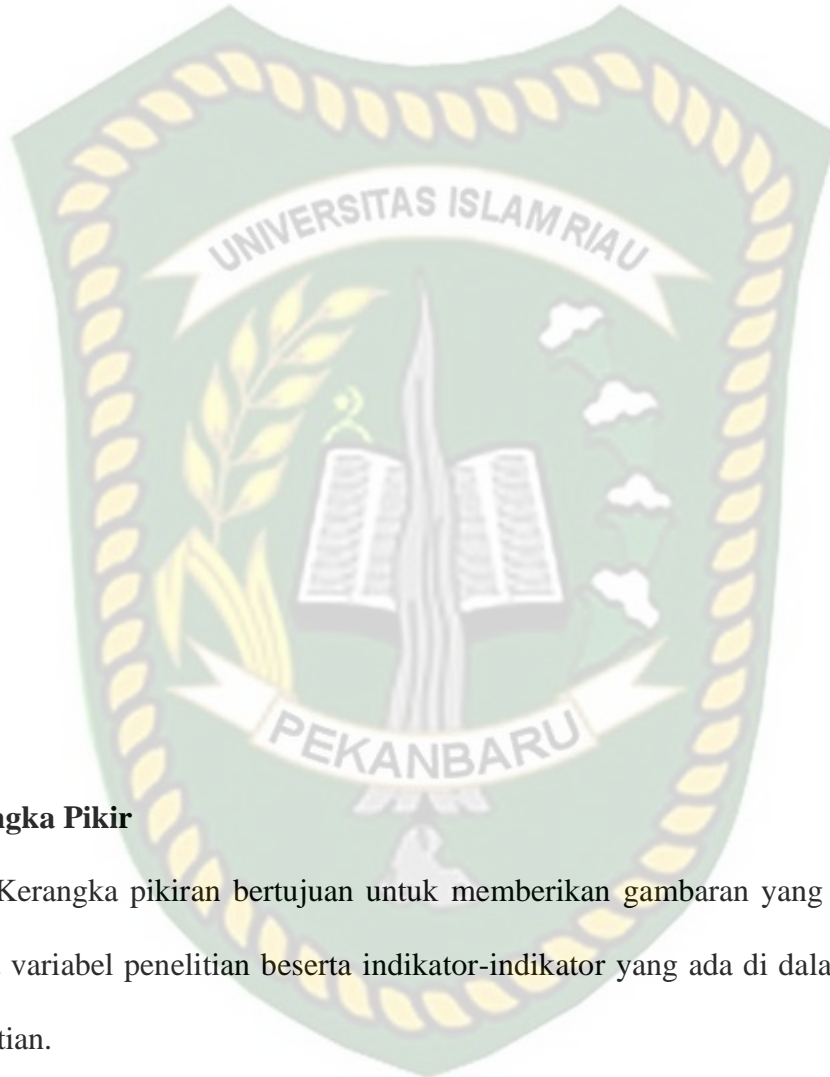 UNIVERSITAS ISLAM RIAU
PEKANBARU
ngka Pikir
Kerangka pikiran bertujuan untuk memberikan gambaran yang
variabel penelitian beserta indikator-indikator yang ada di dala
tian.